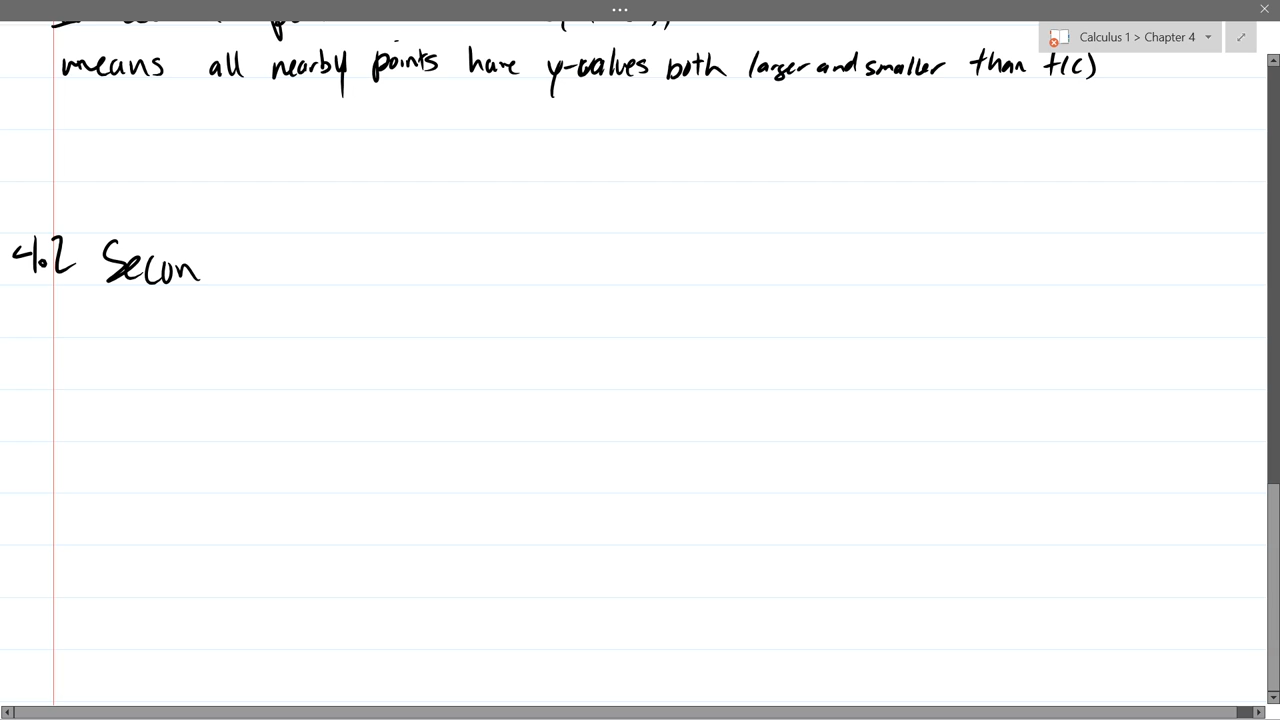 Calculus 1 > Chapter 4
means all nearby points have y-values both larger and smaller than f(c)
4.2 Secon